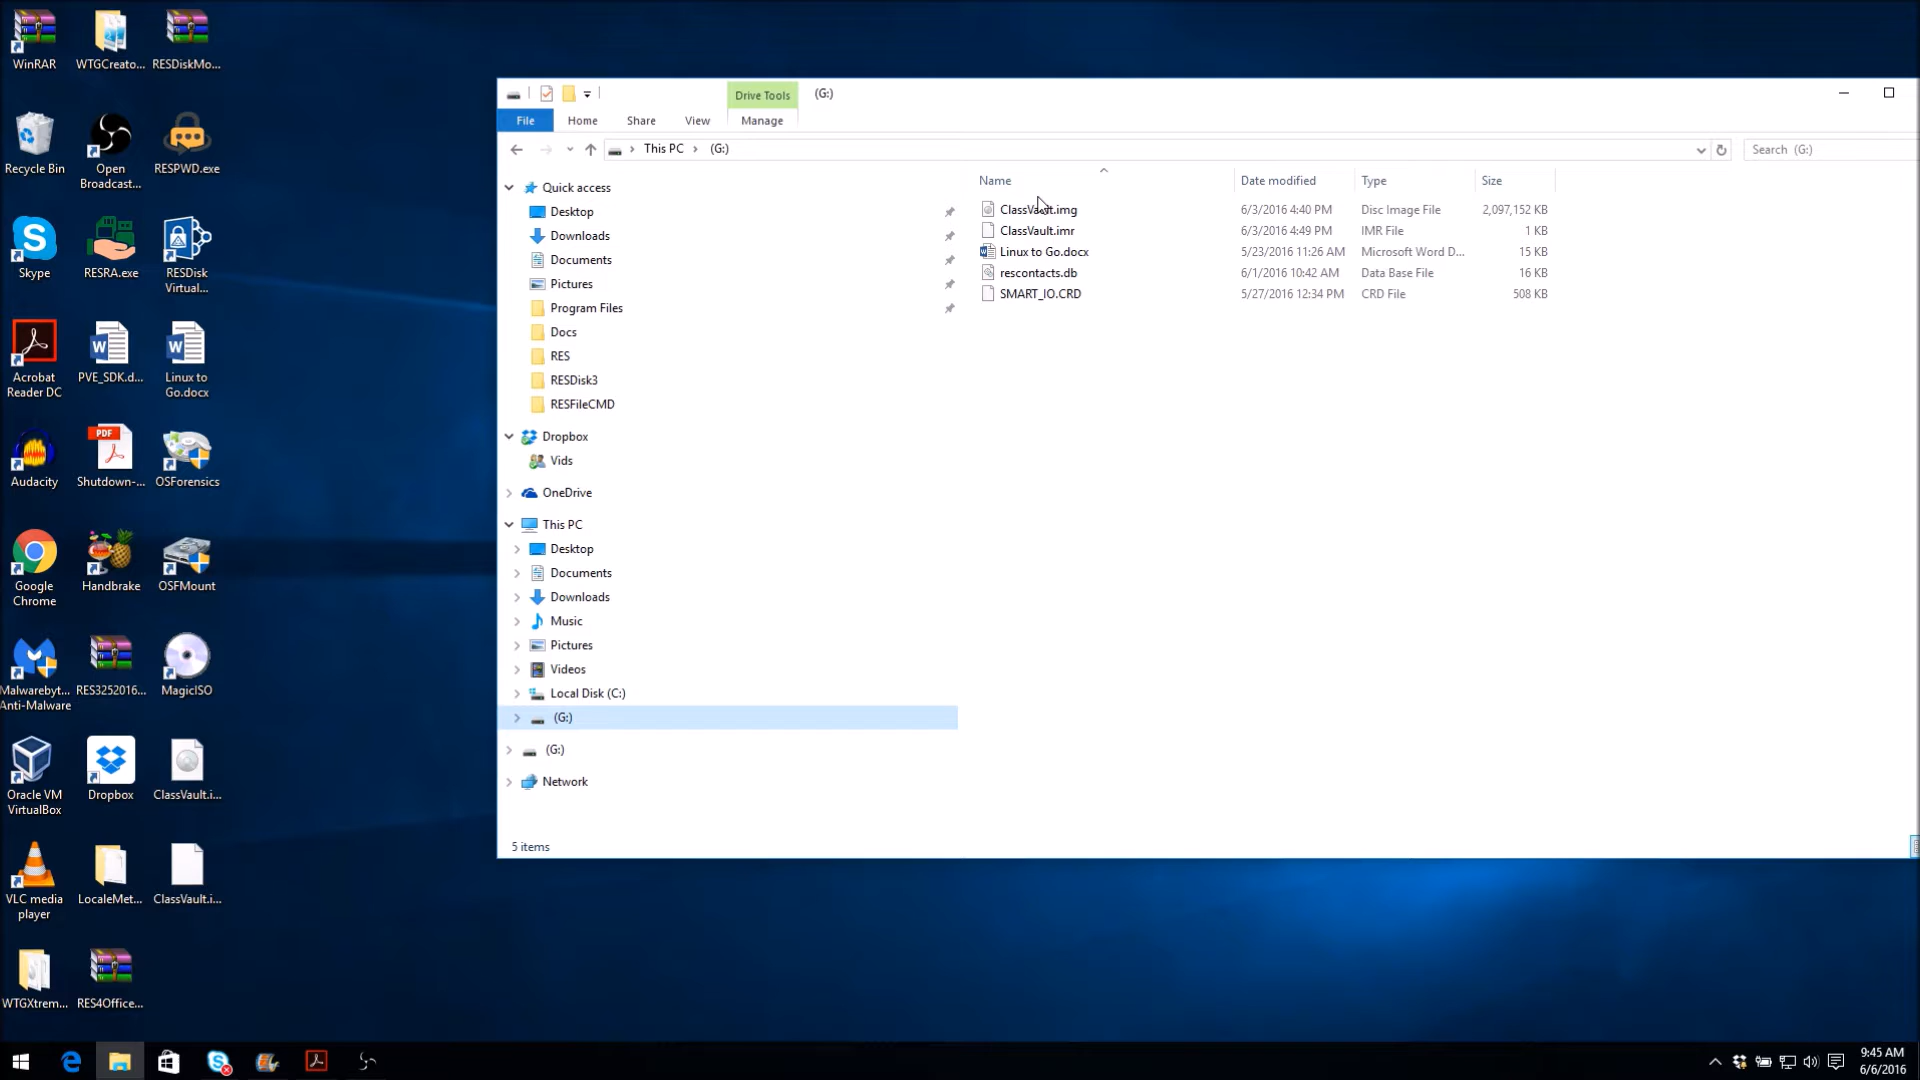 WinRAR
WTGCreato...
RESDiskMo...
Recycle Bin
Open
Broadcast...
RESPWD.exe
Skype
RESRA.exe
RESDisk
Virtual...
Acrobat
Reader DC
PVE_SDK.d...
Linux to
Go.docx
Audacity
PDF
Shutdown-...
OSForensics
Google
Chrome
Handbrake
OSFMount
Malwarebyt...
Anti-Malware
RES3252016...
MagicISO
Oracle VM
VirtualBox
Dropbox
ClassVault.i...
VLC media
player
LocaleMet...
ClassVault.i...
WTGXtrem...
RES4Office...
Drive Tools
(G:)
File
Home
Share
View
Manage
This PC
(G:)
Search (G:)
Quick access
Desktop
Downloads
Documents
Pictures
Program Files
Docs
RES
RESDisk3
RESFileCMD
Dropbox
Vids
OneDrive
This PC
Desktop
Documents
Downloads
Music
Pictures
Videos
Local Disk (C:)
(G:)
(G:)
Network
Name Date modified Type Size
ClassVault.img 6/3/2016 4:40 PM Disc Image File 2,097,152 KB
ClassVault.imr 6/3/2016 4:49 PM IMR File 1 KB
Linux to Go.docx 5/23/2016 11:26 AM Microsoft Word D... 15 KB
rescontacts.db 6/1/2016 10:42 AM Data Base File 16 KB
SMART_IO.CRD 5/27/2016 12:34 PM CRD File 508 KB
5 items
9:45 AM
6/6/2016